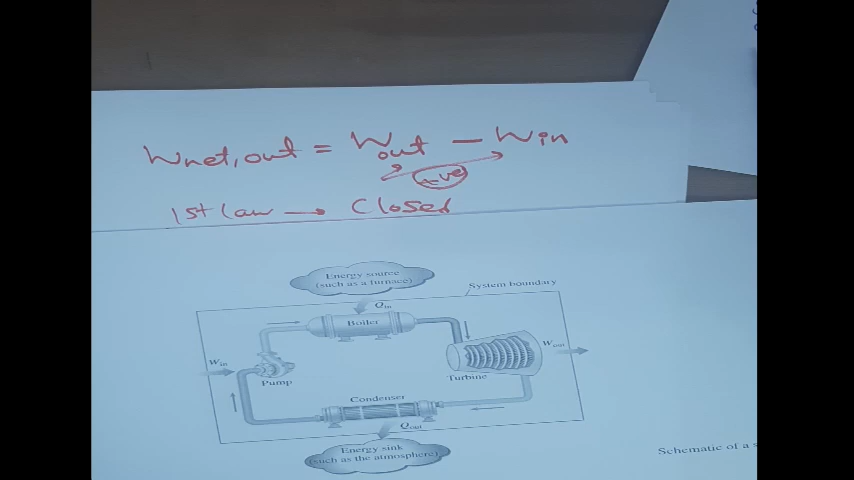 Wnet,out = Wout − Win
+ve
1st law → Closed
Energy source
(such as a furnace)
System boundary
Qin
Boiler
Win
Wout
Pump
Turbine
Condenser
Qout
Energy sink
(such as the atmosphere)
Schematic of a